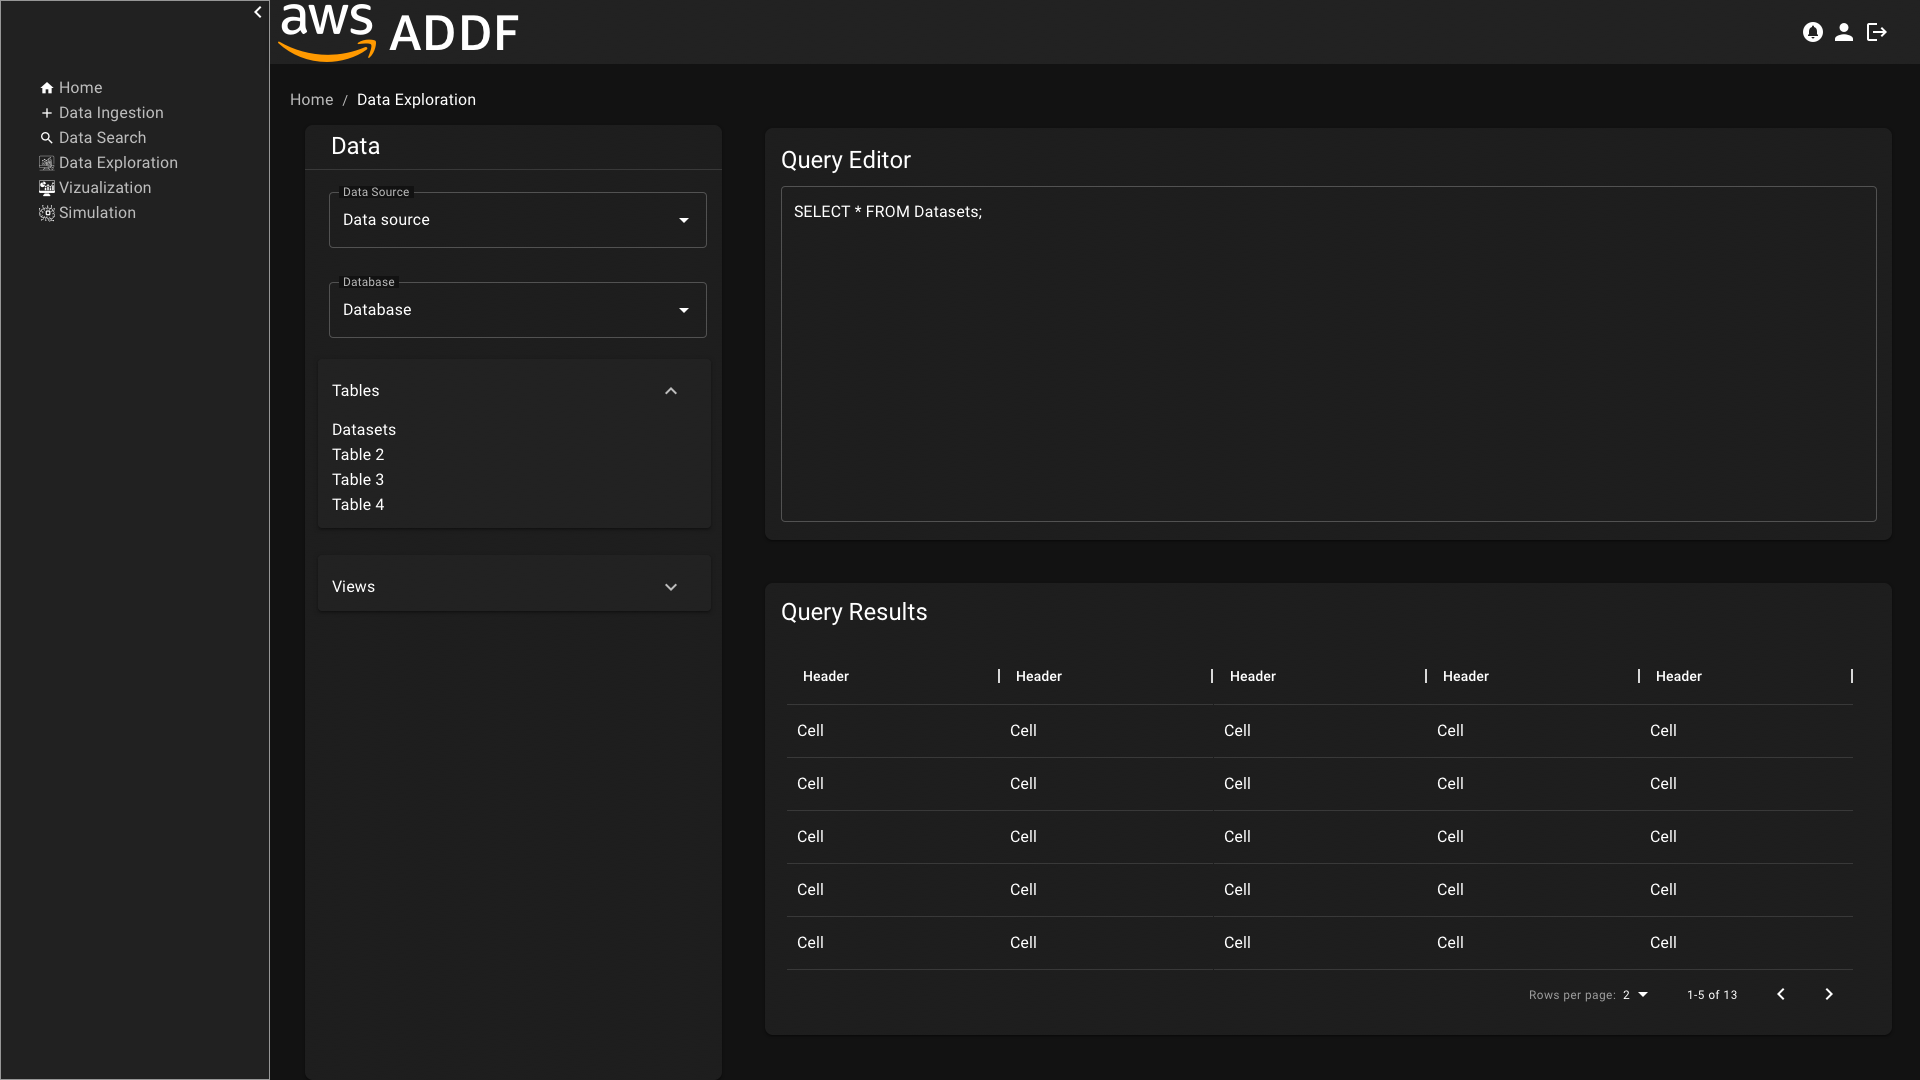 aws ADDF
Home
Data Ingestion
Data Search
Data Exploration
Vizualization
Simulation
Home / Data Exploration
Data
Data Source
Data source
Database
Database
Tables
Datasets
Table 2
Table 3
Table 4
Views
Query Editor
SELECT * FROM Datasets;
Query Results
Header Header Header Header Header
Cell Cell Cell Cell Cell
Cell Cell Cell Cell Cell
Cell Cell Cell Cell Cell
Cell Cell Cell Cell Cell
Cell Cell Cell Cell Cell
Rows per page: 2 1-5 of 13